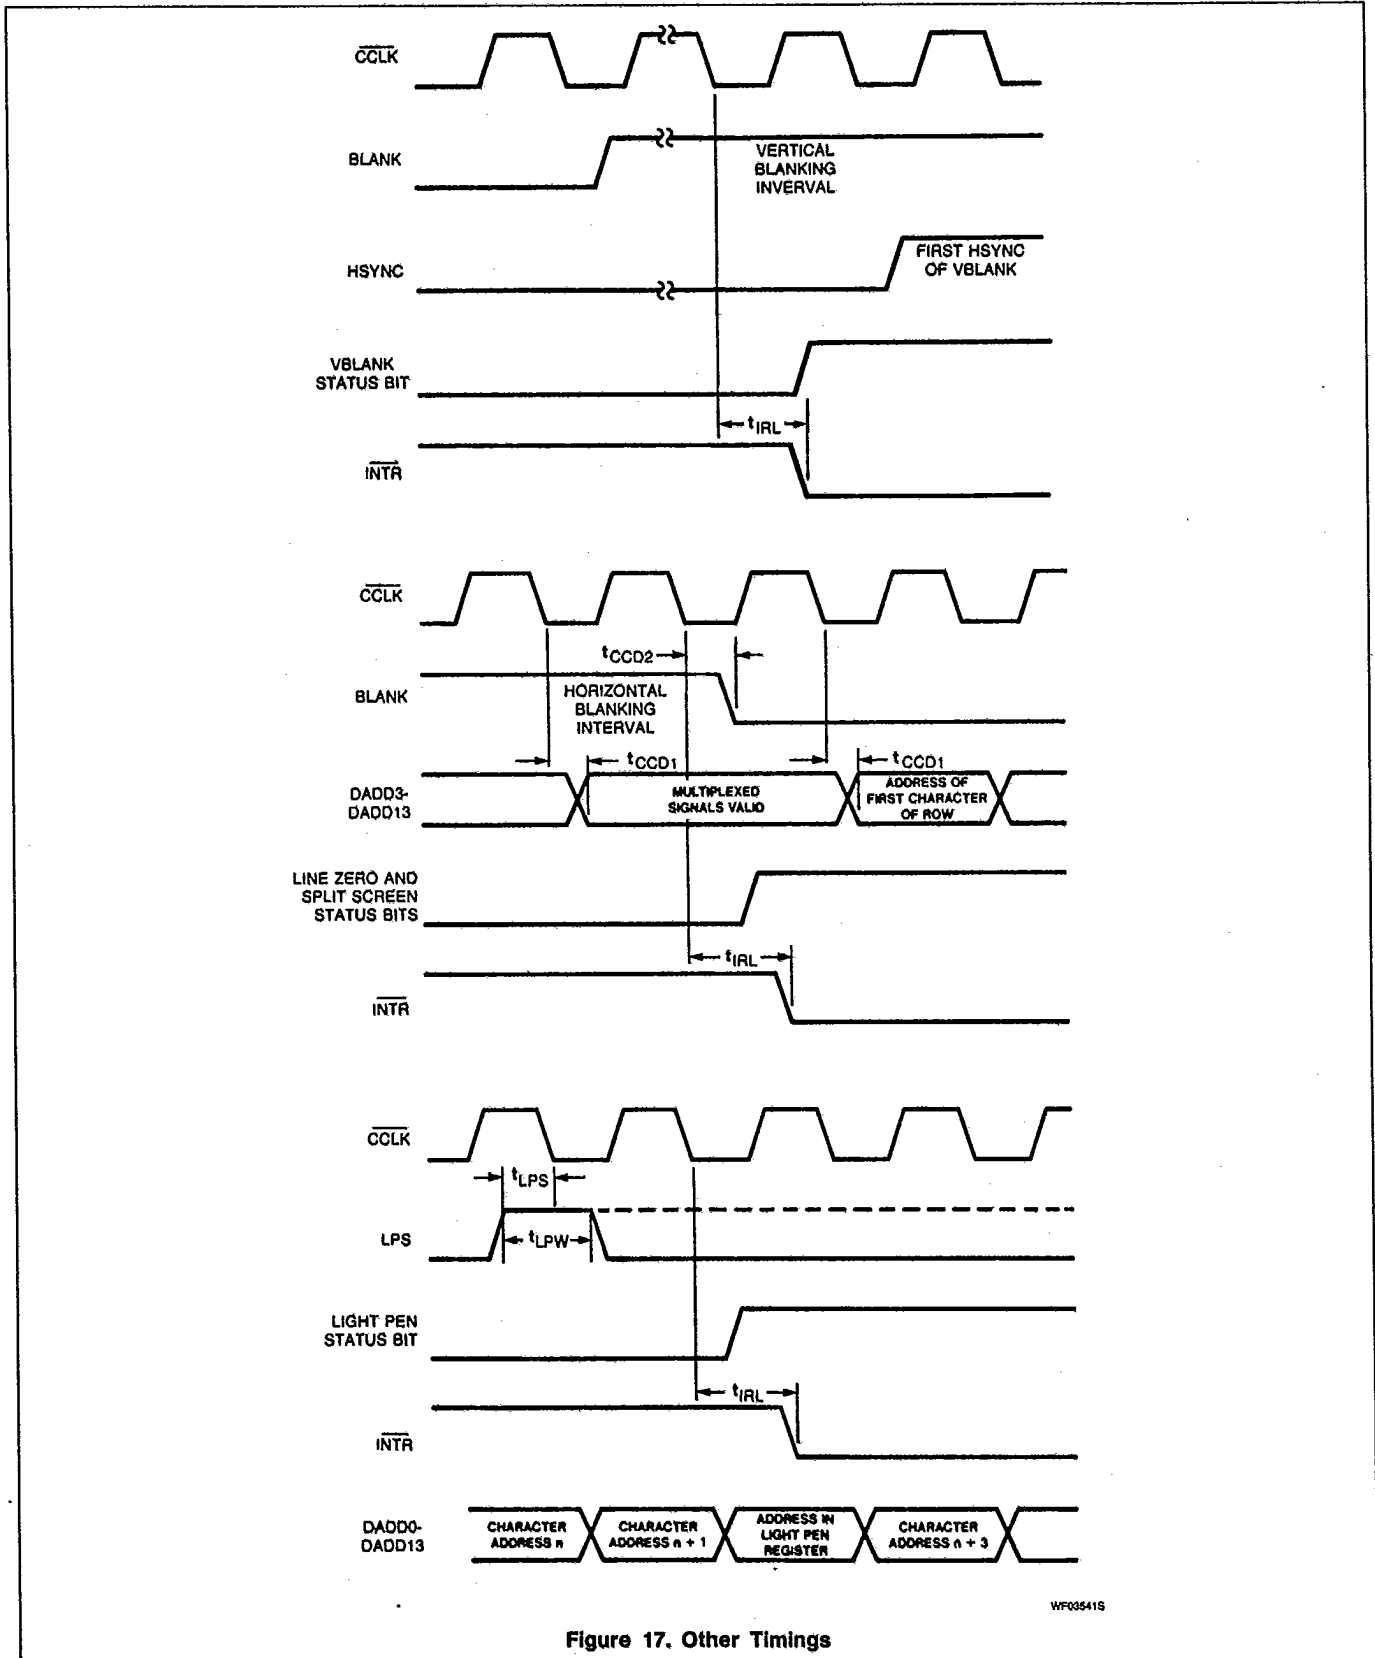 CCLK
BLANK
VERTICAL
BLANKING
INVERVAL
HSYNC
FIRST HSYNC
OF VBLANK
VBLANK
STATUS BIT
tIRL
INTR
CCLK
tCCD2
BLANK
HORIZONTAL
BLANKING
INTERVAL
tCCD1
tCCD1
DADD3-
DADD13
MULTIPLEXED
SIGNALS VALID
ADDRESS OF
FIRST CHARACTER
OF ROW
LINE ZERO AND
SPLIT SCREEN
STATUS BITS
tIRL
INTR
CCLK
tLPS
LPS
tLPW
LIGHT PEN
STATUS BIT
tIRL
INTR
DADD0-
DADD13
CHARACTER
ADDRESS n
CHARACTER
ADDRESS n + 1
ADDRESS IN
LIGHT PEN
REGISTER
CHARACTER
ADDRESS n + 3
WF03541S
Figure 17. Other Timings